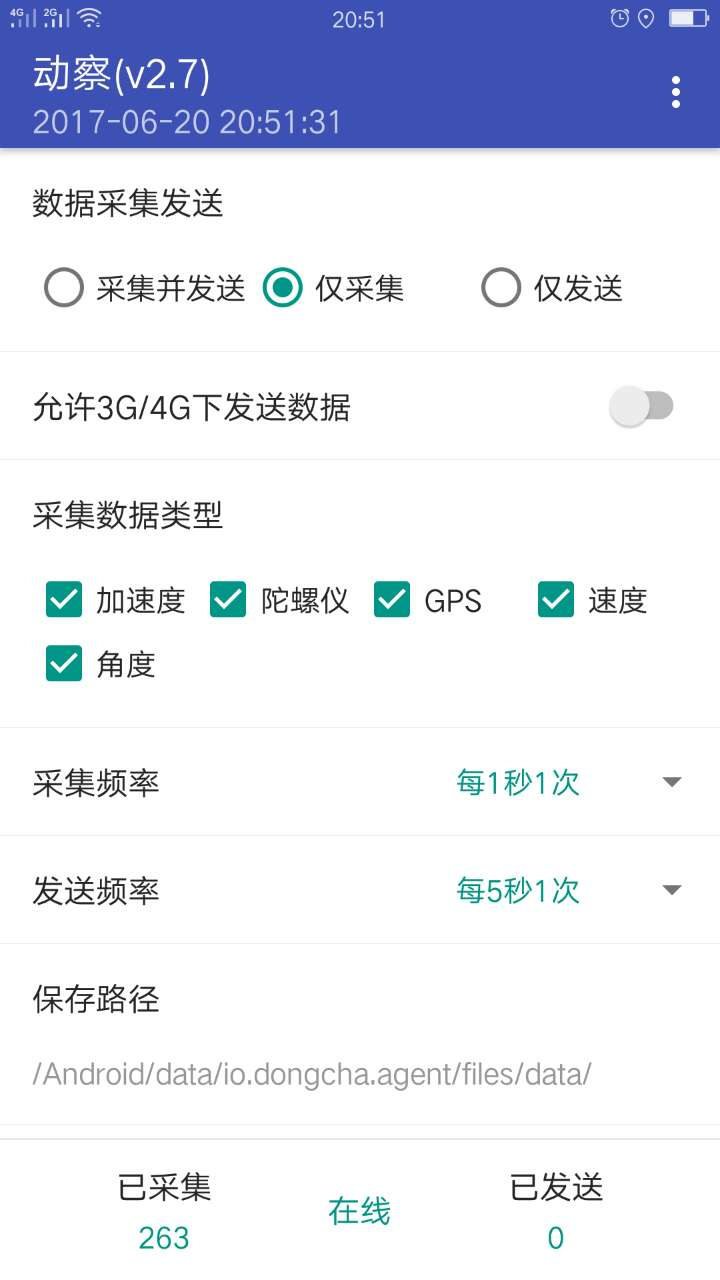 4G 2G 20:51
动察(v2.7)
2017-06-20 20:51:31
数据采集发送
采集并发送 仅采集 仅发送
允许3G/4G下发送数据
采集数据类型
加速度 陀螺仪 GPS 速度
角度
采集频率 每1秒1次
发送频率 每5秒1次
保存路径
/Android/data/io.dongcha.agent/files/data/
已采集 在线 已发送
263 0